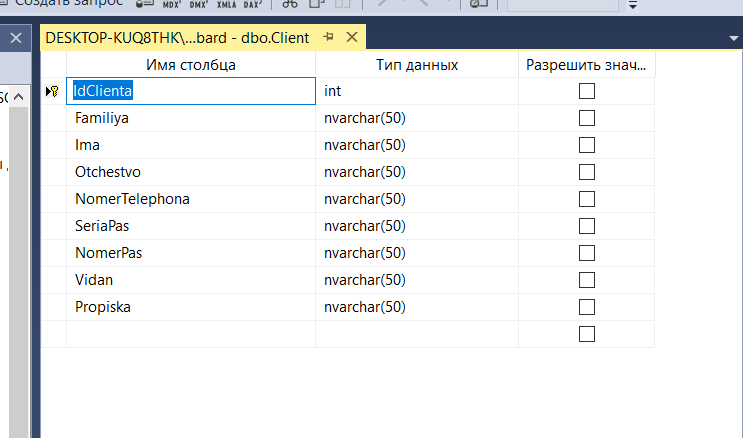 Создать запрос
MDX DMX XMLA DAX
DESKTOP-KUQ8THK\...bard - dbo.Client
Имя столбца Тип данных Разрешить знач...
IdClienta int
Familiya nvarchar(50)
Ima nvarchar(50)
Otchestvo nvarchar(50)
NomerTelephona nvarchar(50)
SeriaPas nvarchar(50)
NomerPas nvarchar(50)
Vidan nvarchar(50)
Propiska nvarchar(50)